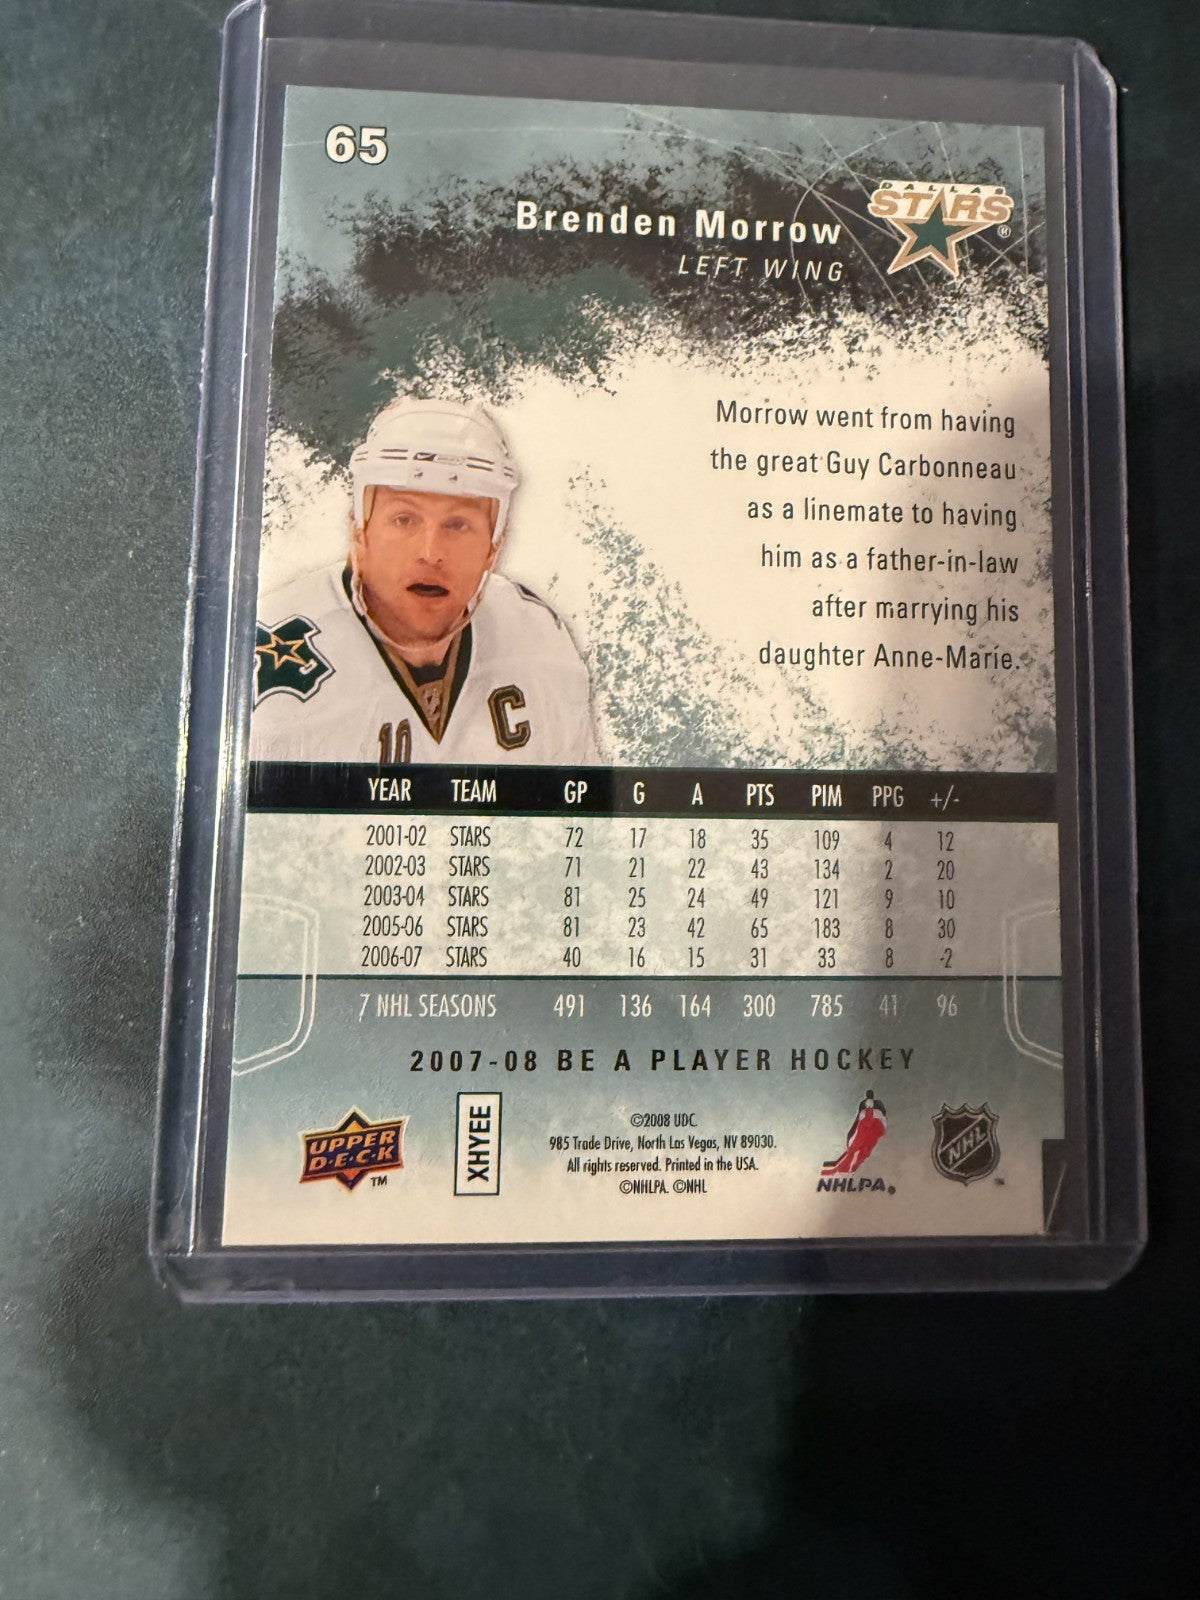 65
DALLAS
STARS
®
Brenden Morrow
LEFT WING
Morrow went from having
the great Guy Carbonneau
as a linemate to having
him as a father-in-law
after marrying his
daughter Anne-Marie.
C
10
YEAR TEAM GP G A PTS PIM PPG +/-
2001-02 STARS 72 17 18 35 109 4 12
2002-03 STARS 71 21 22 43 134 2 20
2003-04 STARS 81 25 24 49 121 9 10
2005-06 STARS 81 23 42 65 183 8 30
2006-07 STARS 40 16 15 31 33 8 -2
7 NHL SEASONS 491 136 164 300 785 41 96
2007-08 BE A PLAYER HOCKEY
UPPER
D·E·C·K
TM
XHYEE
©2008 UDC.
985 Trade Drive, North Las Vegas, NV 89030.
All rights reserved. Printed in the USA.
©NHLPA. ©NHL
NHLPA®
NHL